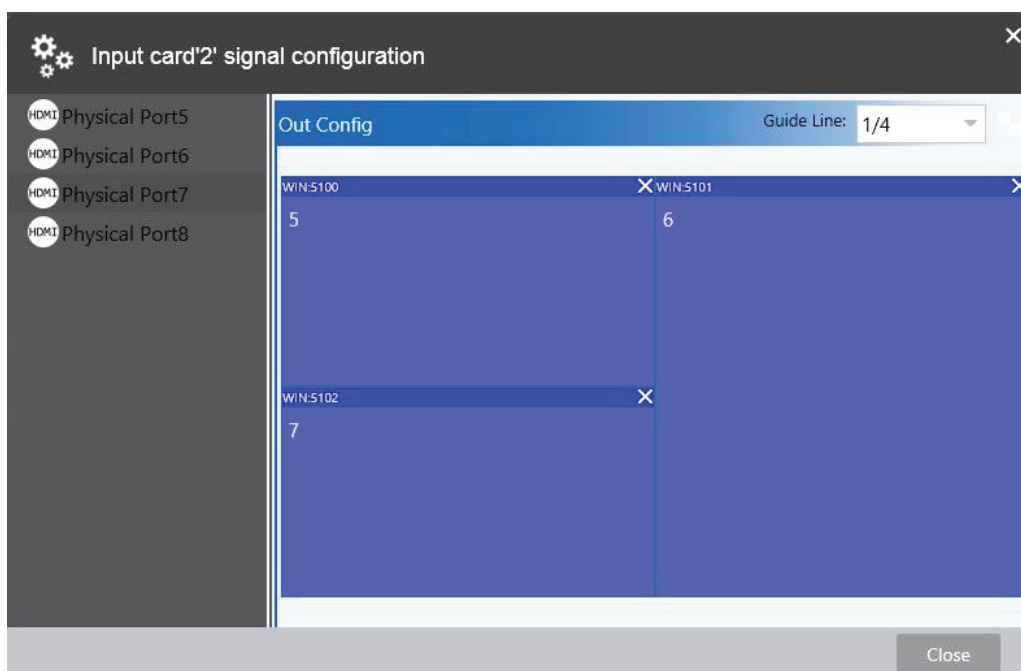 Input card'2' signal configuration
HDMI Physical Port5
HDMI Physical Port6
HDMI Physical Port7
HDMI Physical Port8
Out Config
Guide Line: 1/4
WIN:5100
5
WIN:5101
6
WIN:5102
7
Close